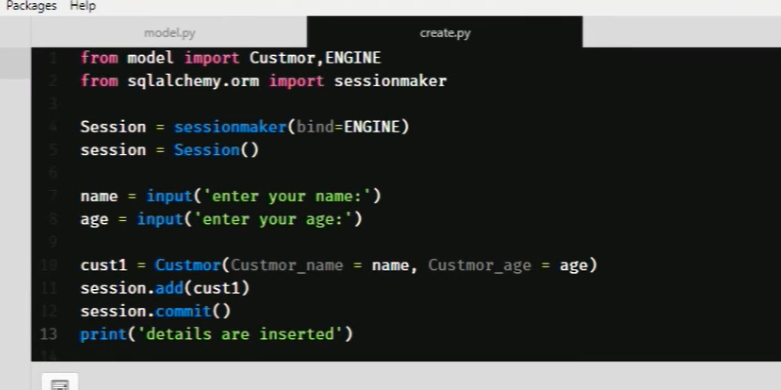 Packages Help
model.py create.py
1 from model import Custmor,ENGINE
2 from sqlalchemy.orm import sessionmaker
3
4 Session = sessionmaker(bind=ENGINE)
5 session = Session()
6
7 name = input('enter your name:')
8 age = input('enter your age:')
9
10 cust1 = Custmor(Custmor_name = name, Custmor_age = age)
11 session.add(cust1)
12 session.commit()
13 print('details are inserted')
14